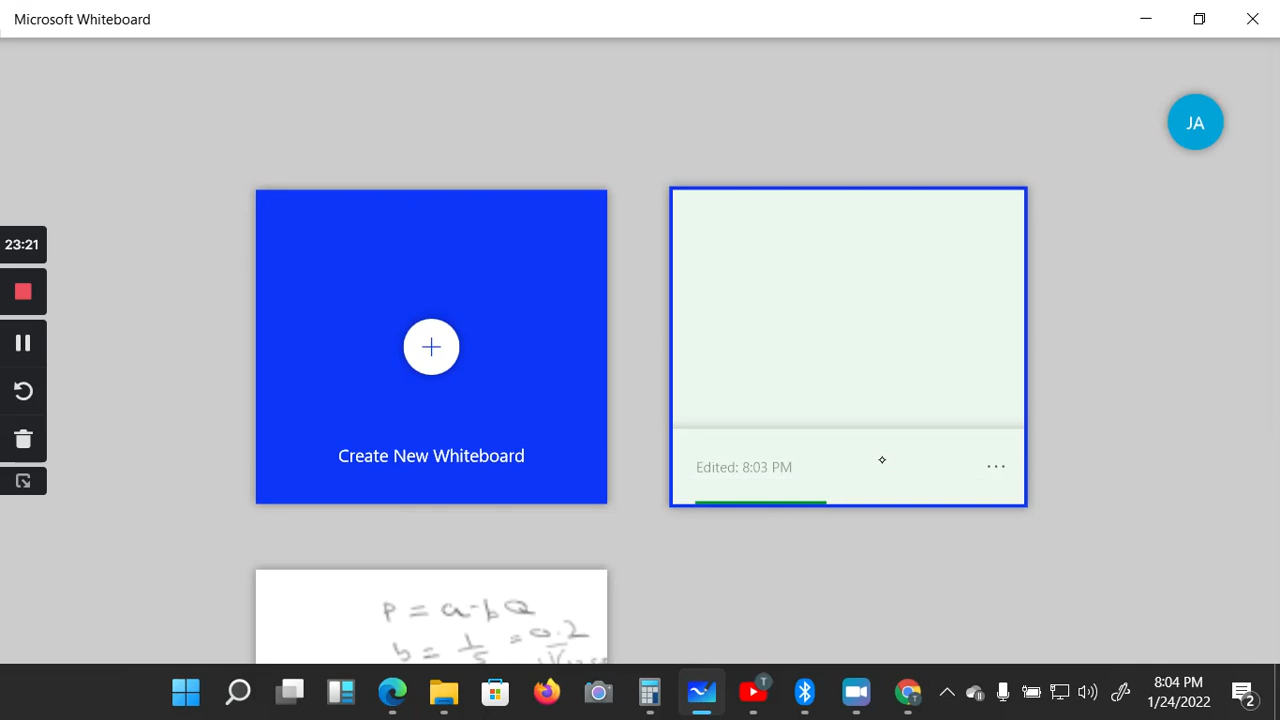 Microsoft Whiteboard
JA
23:21
Create New Whiteboard
Edited: 8:03 PM
P = a-bQ
b = 1/5 = 0.2
T
T
8:04 PM
1/24/2022
2